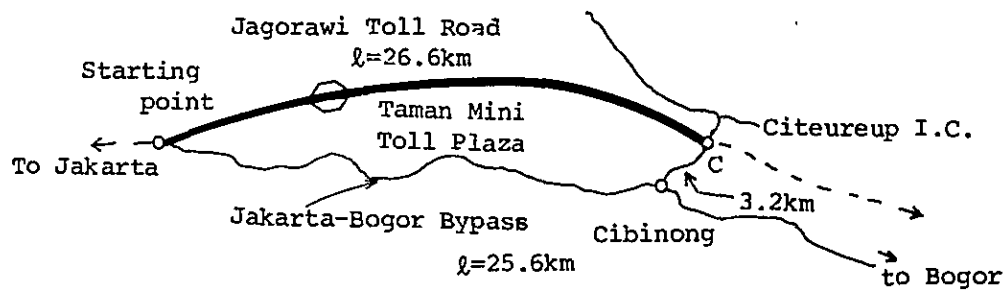 Jagorawi Toll Road
ℓ=26.6km
Starting
point
Taman Mini
Toll Plaza
Citeureup I.C.
To Jakarta
C
3.2km
Jakarta-Bogor Bypass
Cibinong
ℓ=25.6km
to Bogor